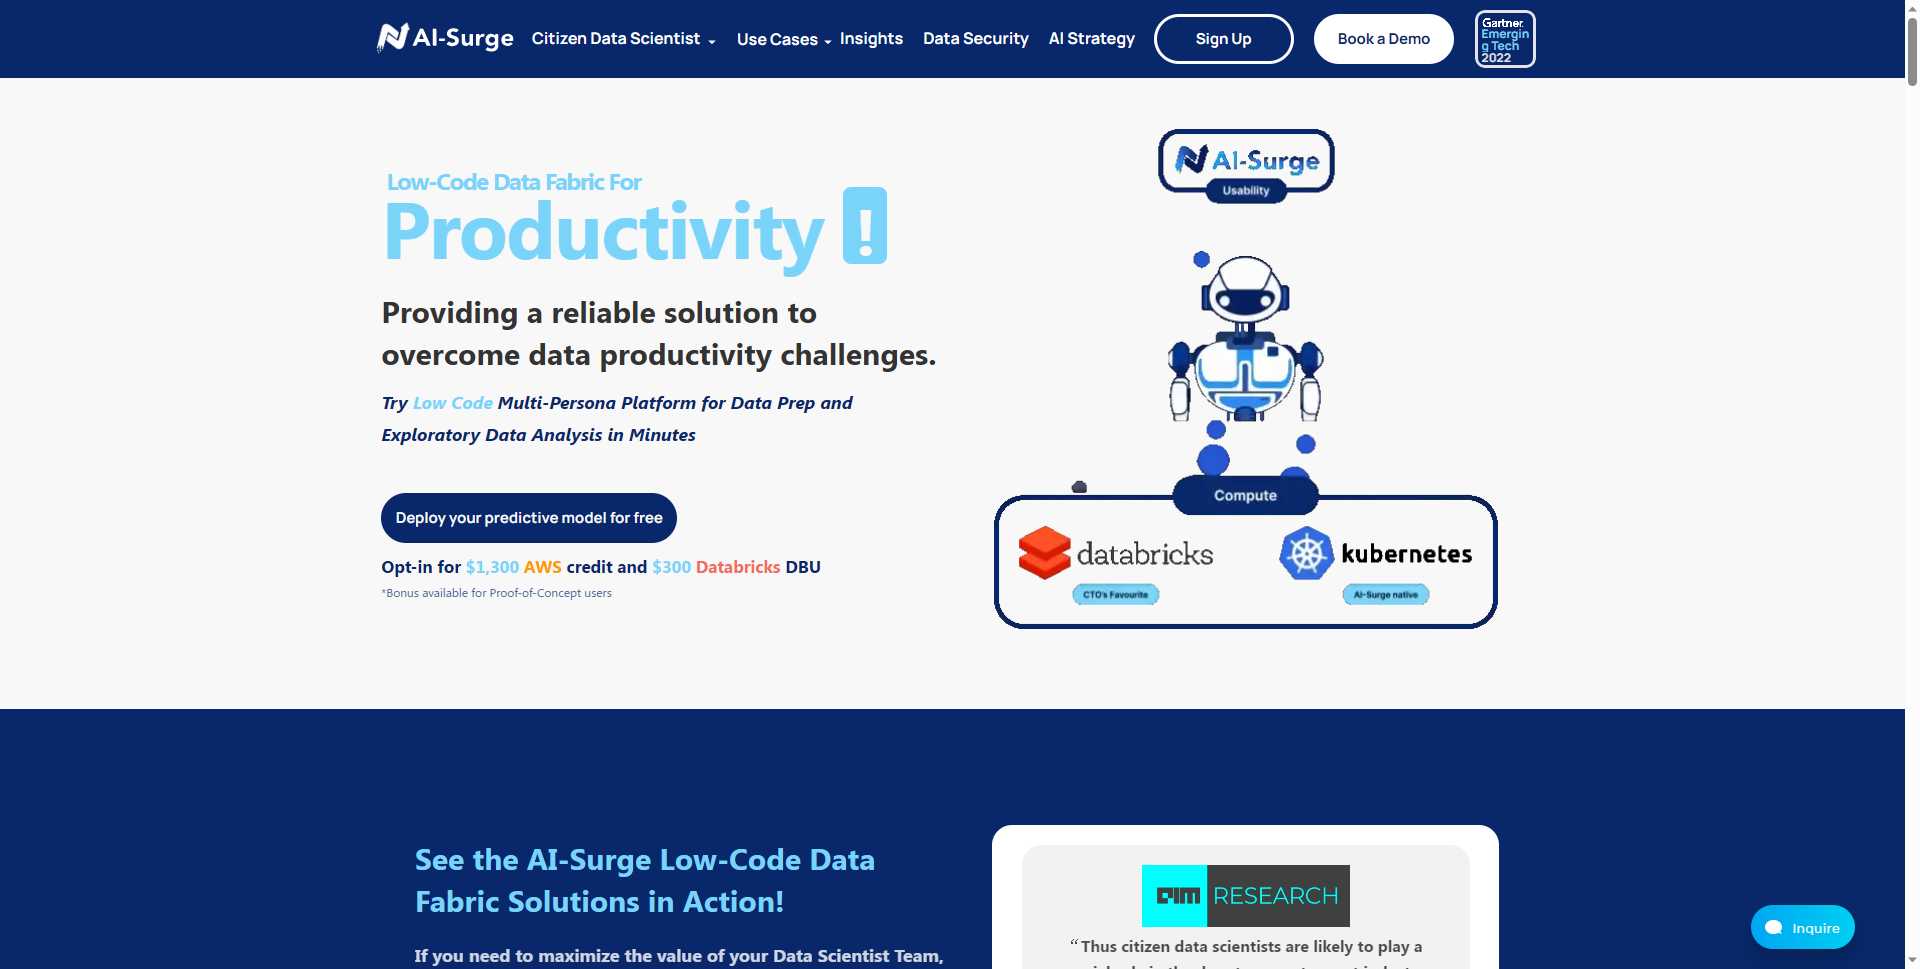 AI-Surge
Citizen Data Scientist
Use Cases
Insights
Data Security
AI Strategy
Sign Up
Book a Demo
Gartner.
Emergin
g Tech
2022
Low-Code Data Fabric For
Productivity!
Providing a reliable solution to
overcome data productivity challenges.
Try Low Code Multi-Persona Platform for Data Prep and
Exploratory Data Analysis in Minutes
Deploy your predictive model for free
Opt-in for $1,300 AWS credit and $300 Databricks DBU
*Bonus available for Proof-of-Concept users
AI-Surge
Usability
Compute
databricks
CTO's Favourite
kubernetes
AI-Surge native
See the AI-Surge Low-Code Data
Fabric Solutions in Action!
If you need to maximize the value of your Data Scientist Team,
aim RESEARCH
“Thus citizen data scientists are likely to play a
Inquire